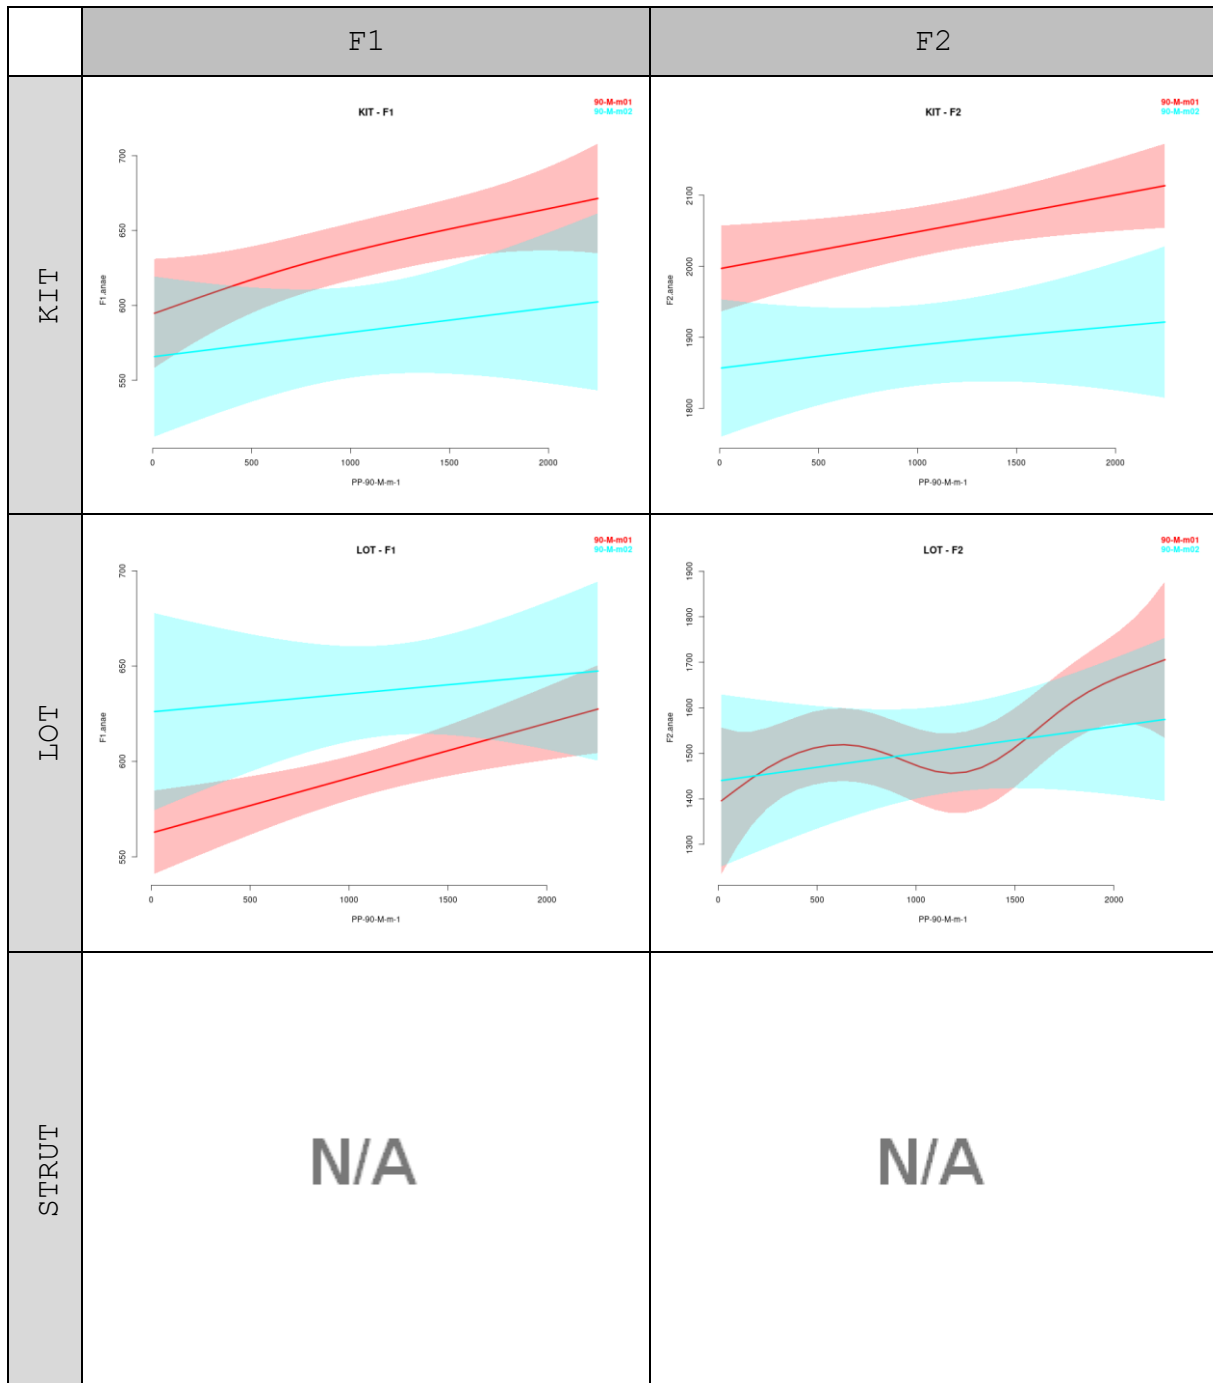 F1
F2
KIT
KIT - F1
90-M-m01
90-M-m02
700
650
600
550
F1.anae
0
500
1000
1500
2000
PP-90-M-m-1
KIT - F2
90-M-m01
90-M-m02
2100
2000
1900
1800
F2.anae
0
500
1000
1500
2000
PP-90-M-m-1
LOT
LOT - F1
90-M-m01
90-M-m02
700
650
600
550
F1.anae
0
500
1000
1500
2000
PP-90-M-m-1
LOT - F2
90-M-m01
90-M-m02
1900
1800
1700
1600
1500
1400
1300
F2.anae
0
500
1000
1500
2000
PP-90-M-m-1
STRUT
N/A
N/A